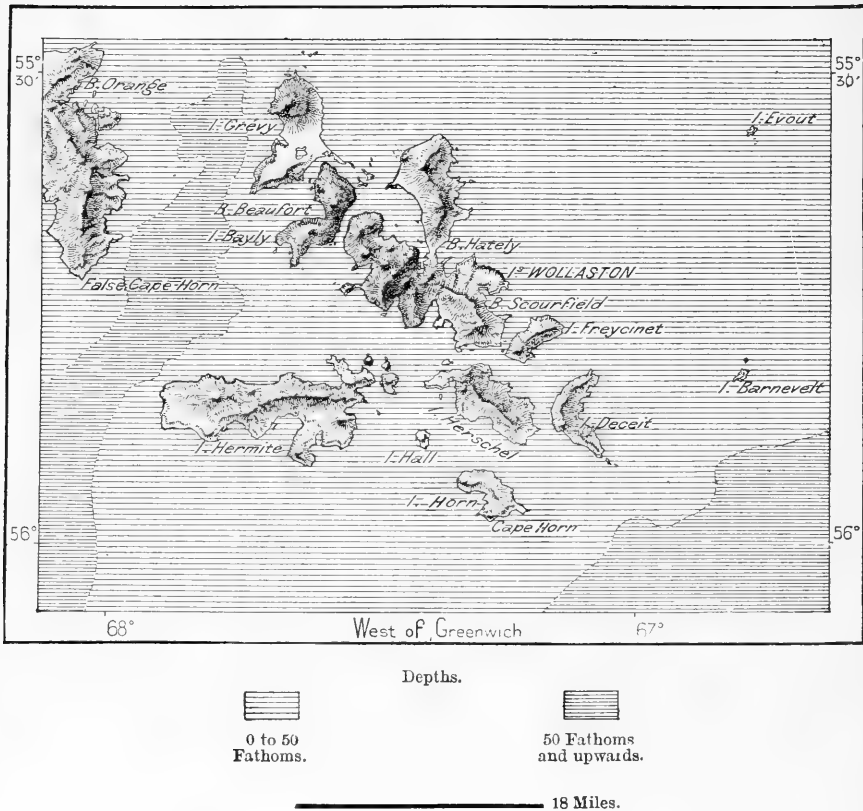 55°
30'
55°
30'
B. Orange
I. Grévy
I. Evout
B. Beaufort
I. Bayly
B. Hately
False Cape Horn
Is WOLLASTON
B. Scourfield
I. Freycinet
I. Barnevelt
I. Hermite
I. Herschel
I. Deceit
I. Hall
I. Horn
Cape Horn
56°
56°
68°
West of Greenwich
67°
Depths.
0 to 50
Fathoms.
50 Fathoms
and upwards.
18 Miles.